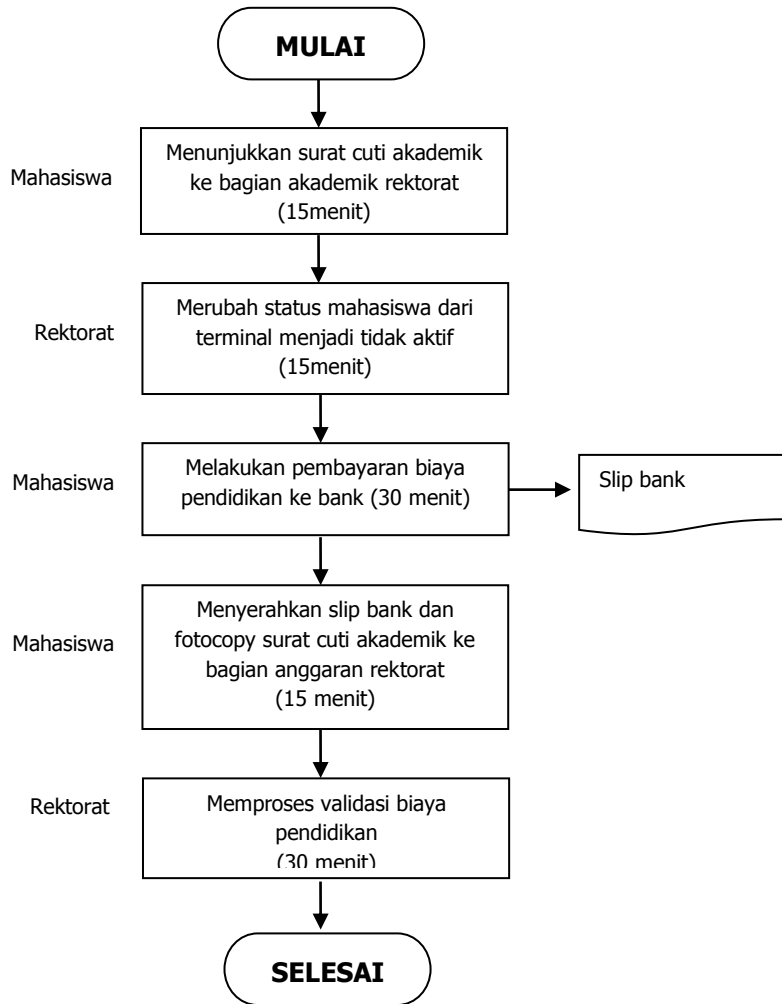 MULAI
Mahasiswa
Menunjukkan surat cuti akademik
ke bagian akademik rektorat
(15menit)
Rektorat
Merubah status mahasiswa dari
terminal menjadi tidak aktif
(15menit)
Mahasiswa
Melakukan pembayaran biaya
pendidikan ke bank (30 menit)
Slip bank
Mahasiswa
Menyerahkan slip bank dan
fotocopy surat cuti akademik ke
bagian anggaran rektorat
(15 menit)
Rektorat
Memproses validasi biaya
pendidikan
(30 menit)
SELESAI